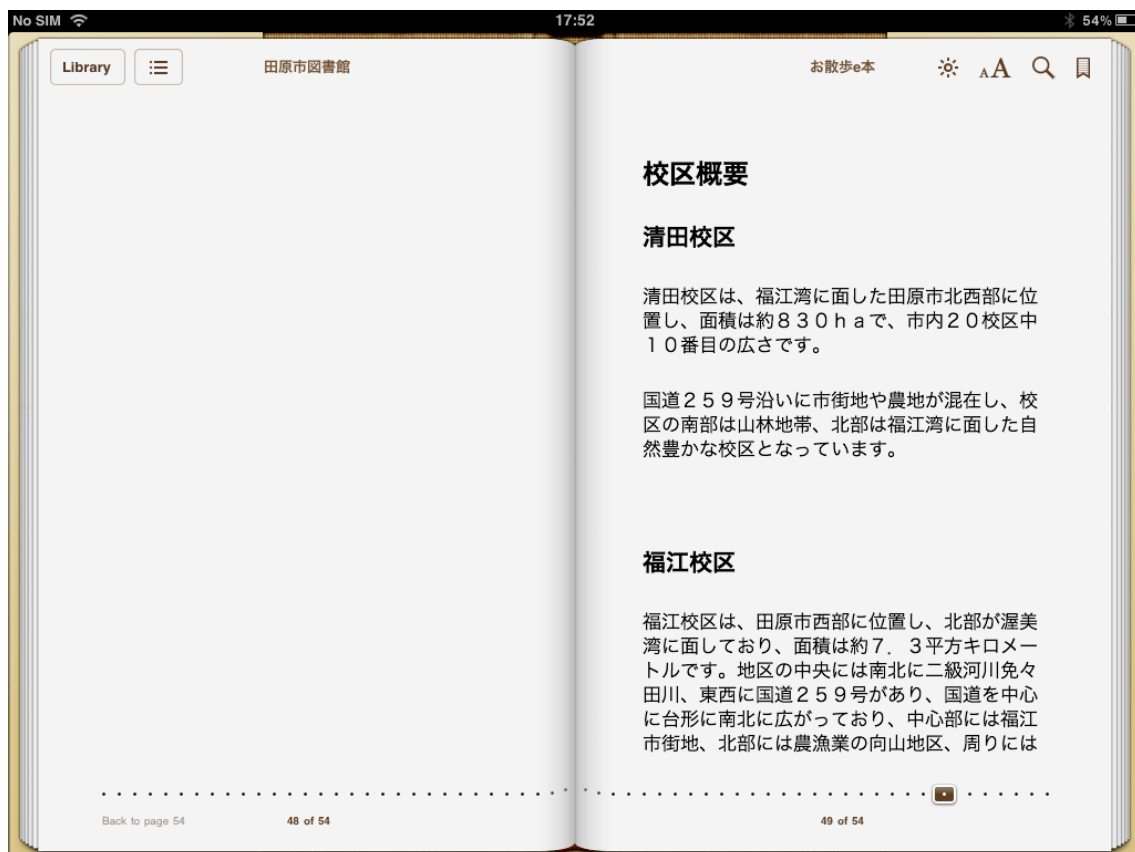 No SIM 17:52 54%
Library 田原市図書館 お散歩e本 AA
校区概要
清田校区
清田校区は、福江湾に面した田原市北西部に位
置し、面積は約８３０ｈａで、市内２０校区中
１０番目の広さです。
国道２５９号沿いに市街地や農地が混在し、校
区の南部は山林地帯、北部は福江湾に面した自
然豊かな校区となっています。
福江校区
福江校区は、田原市西部に位置し、北部が渥美
湾に面しており、面積は約７．３平方キロメー
トルです。地区の中央には南北に二級河川免々
田川、東西に国道２５９号があり、国道を中心
に台形に南北に広がっており、中心部には福江
市街地、北部には農漁業の向山地区、周りには
Back to page 54 48 of 54 49 of 54